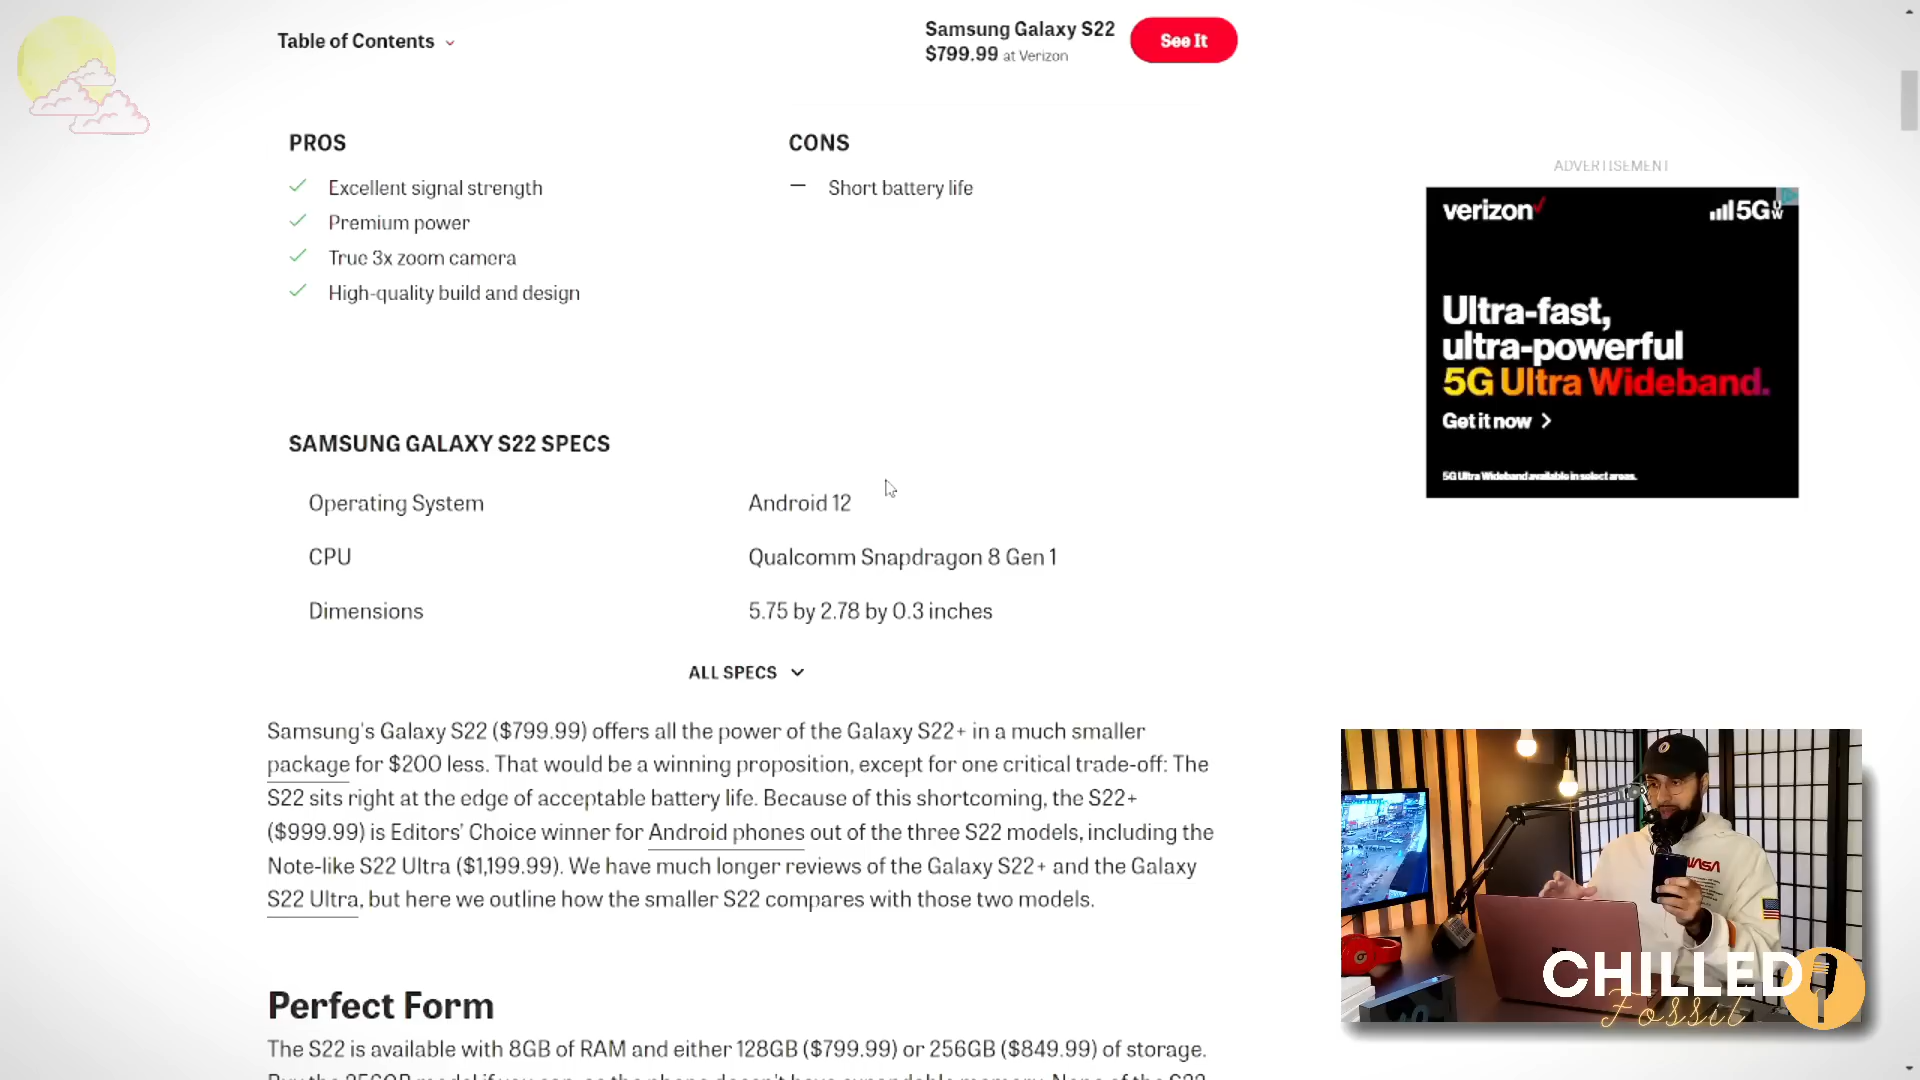 Table of Contents
Samsung Galaxy S22
$799.99 at Verizon
See It
PROS
Excellent signal strength
Premium power
True 3x zoom camera
High-quality build and design
CONS
Short battery life
ADVERTISEMENT
verizon
5G UW
Ultra-fast,
ultra-powerful
5G Ultra Wideband.
Get it now
5G Ultra Wideband available in select areas.
SAMSUNG GALAXY S22 SPECS
Operating System Android 12
CPU Qualcomm Snapdragon 8 Gen 1
Dimensions 5.75 by 2.78 by 0.3 inches
ALL SPECS
Samsung's Galaxy S22 ($799.99) offers all the power of the Galaxy S22+ in a much smaller
package for $200 less. That would be a winning proposition, except for one critical trade-off: The
S22 sits right at the edge of acceptable battery life. Because of this shortcoming, the S22+
($999.99) is Editors' Choice winner for Android phones out of the three S22 models, including the
Note-like S22 Ultra ($1,199.99). We have much longer reviews of the Galaxy S22+ and the Galaxy
S22 Ultra, but here we outline how the smaller S22 compares with those two models.
Perfect Form
The S22 is available with 8GB of RAM and either 128GB ($799.99) or 256GB ($849.99) of storage.
NASA
CHILLED
Fossil